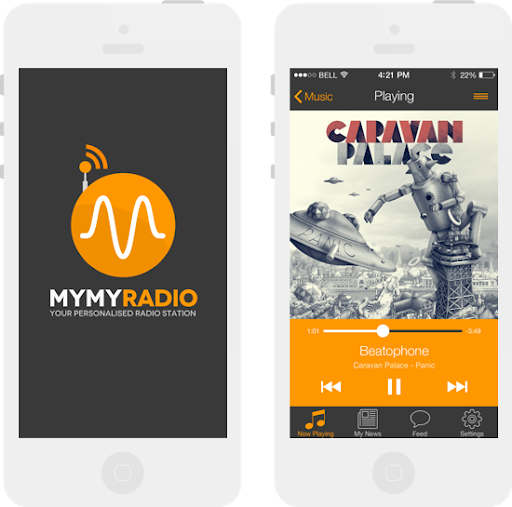 MYMYRADIO
YOUR PERSONALISED RADIO STATION
BELL 4:21 PM 22%
Music Playing
CARAVAN
PALACE
PANIC
1:01 -3:49
Beatophone
Caravan Palace - Panic
Now Playing My News Feed Settings